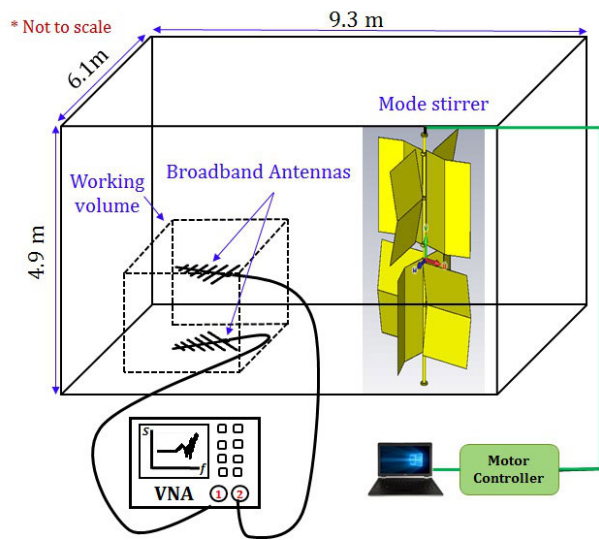 * Not to scale
9.3 m
6.1m
Mode stirrer
Broadband Antennas
Working
volume
4.9 m
S
f
VNA
1
2
Motor
Controller